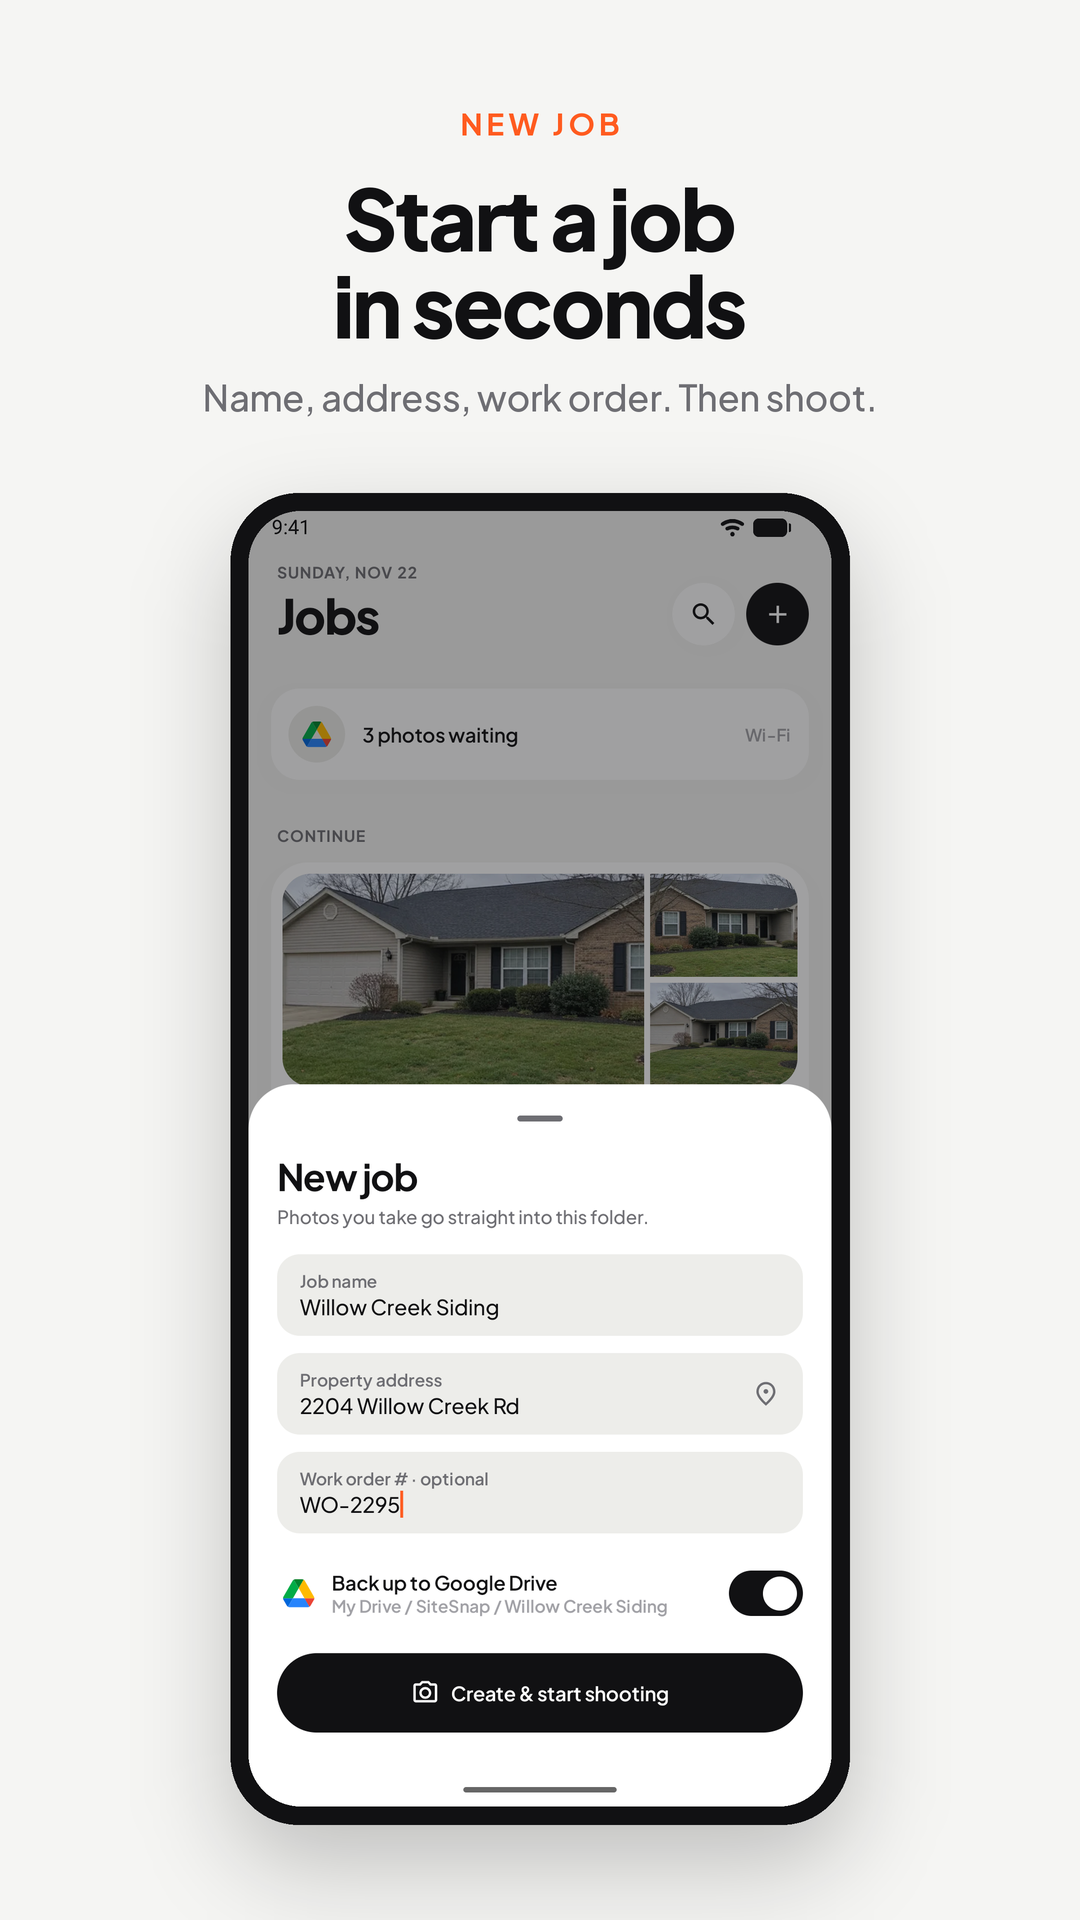 NEW JOB
Start a job
in seconds
Name, address, work order. Then shoot.
9:41
SUNDAY, NOV 22
Jobs
3 photos waiting
Wi-Fi
CONTINUE
New job
Photos you take go straight into this folder.
Job name
Willow Creek Siding
Property address
2204 Willow Creek Rd
Work order # · optional
WO-2295
Back up to Google Drive
My Drive / SiteSnap / Willow Creek Siding
Create & start shooting